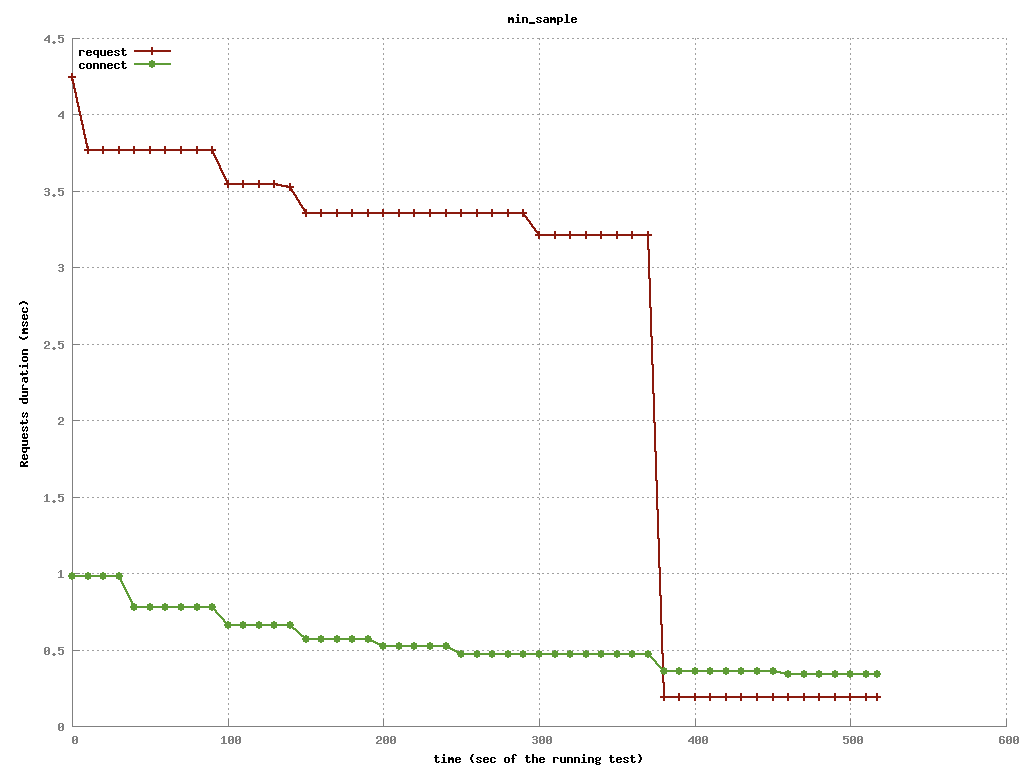 min_sample
request
connect
4.5
4
3.5
3
2.5
2
1.5
1
0.5
0
Requests duration (msec)
0 100 200 300 400 500 600
time (sec of the running test)